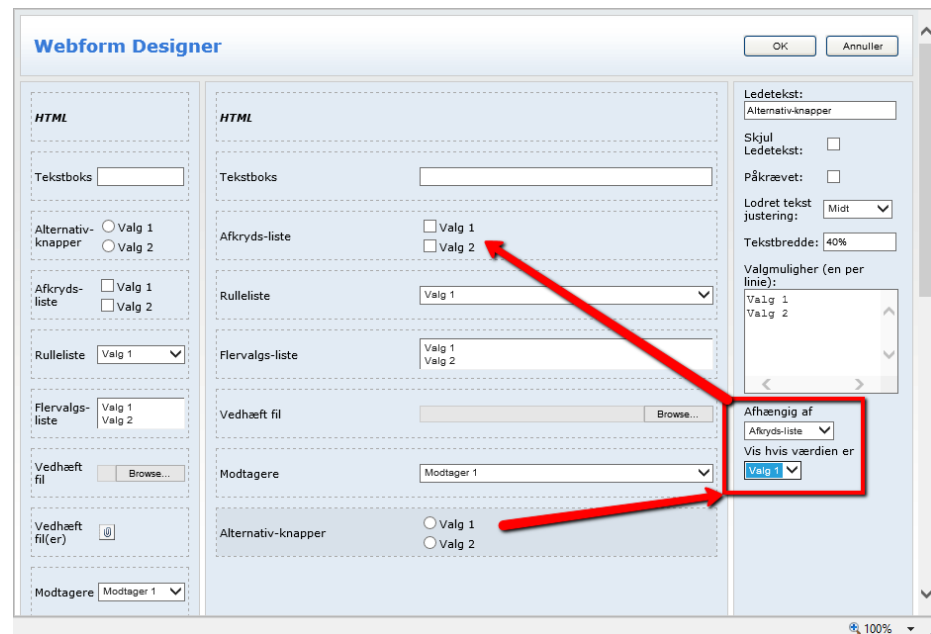 Webform Designer
OK
Annuller
HTML
Tekstboks
Alternativ-
knapper
Valg 1
Valg 2
Afkryds-
liste
Valg 1
Valg 2
Rulleliste
Valg 1
Flervalgs-
liste
Valg 1
Valg 2
Vedhæft
fil
Browse...
Vedhæft
fil(er)
Modtagere
Modtager 1
HTML
Tekstboks
Afkryds-liste
Valg 1
Valg 2
Rulleliste
Valg 1
Flervalgs-liste
Valg 1
Valg 2
Vedhæft fil
Browse...
Modtagere
Modtager 1
Alternativ-knapper
Valg 1
Valg 2
Ledetekst:
Alternativ-knapper
Skjul
Ledetekst:
Påkrævet:
Lodret tekst
justering:
Midt
Tekstbredde:
40%
Valgmuligher (en per
linie):
Valg 1
Valg 2
Afhængig af
Afkryds-liste
Vis hvis værdien er
Valg 1
100%